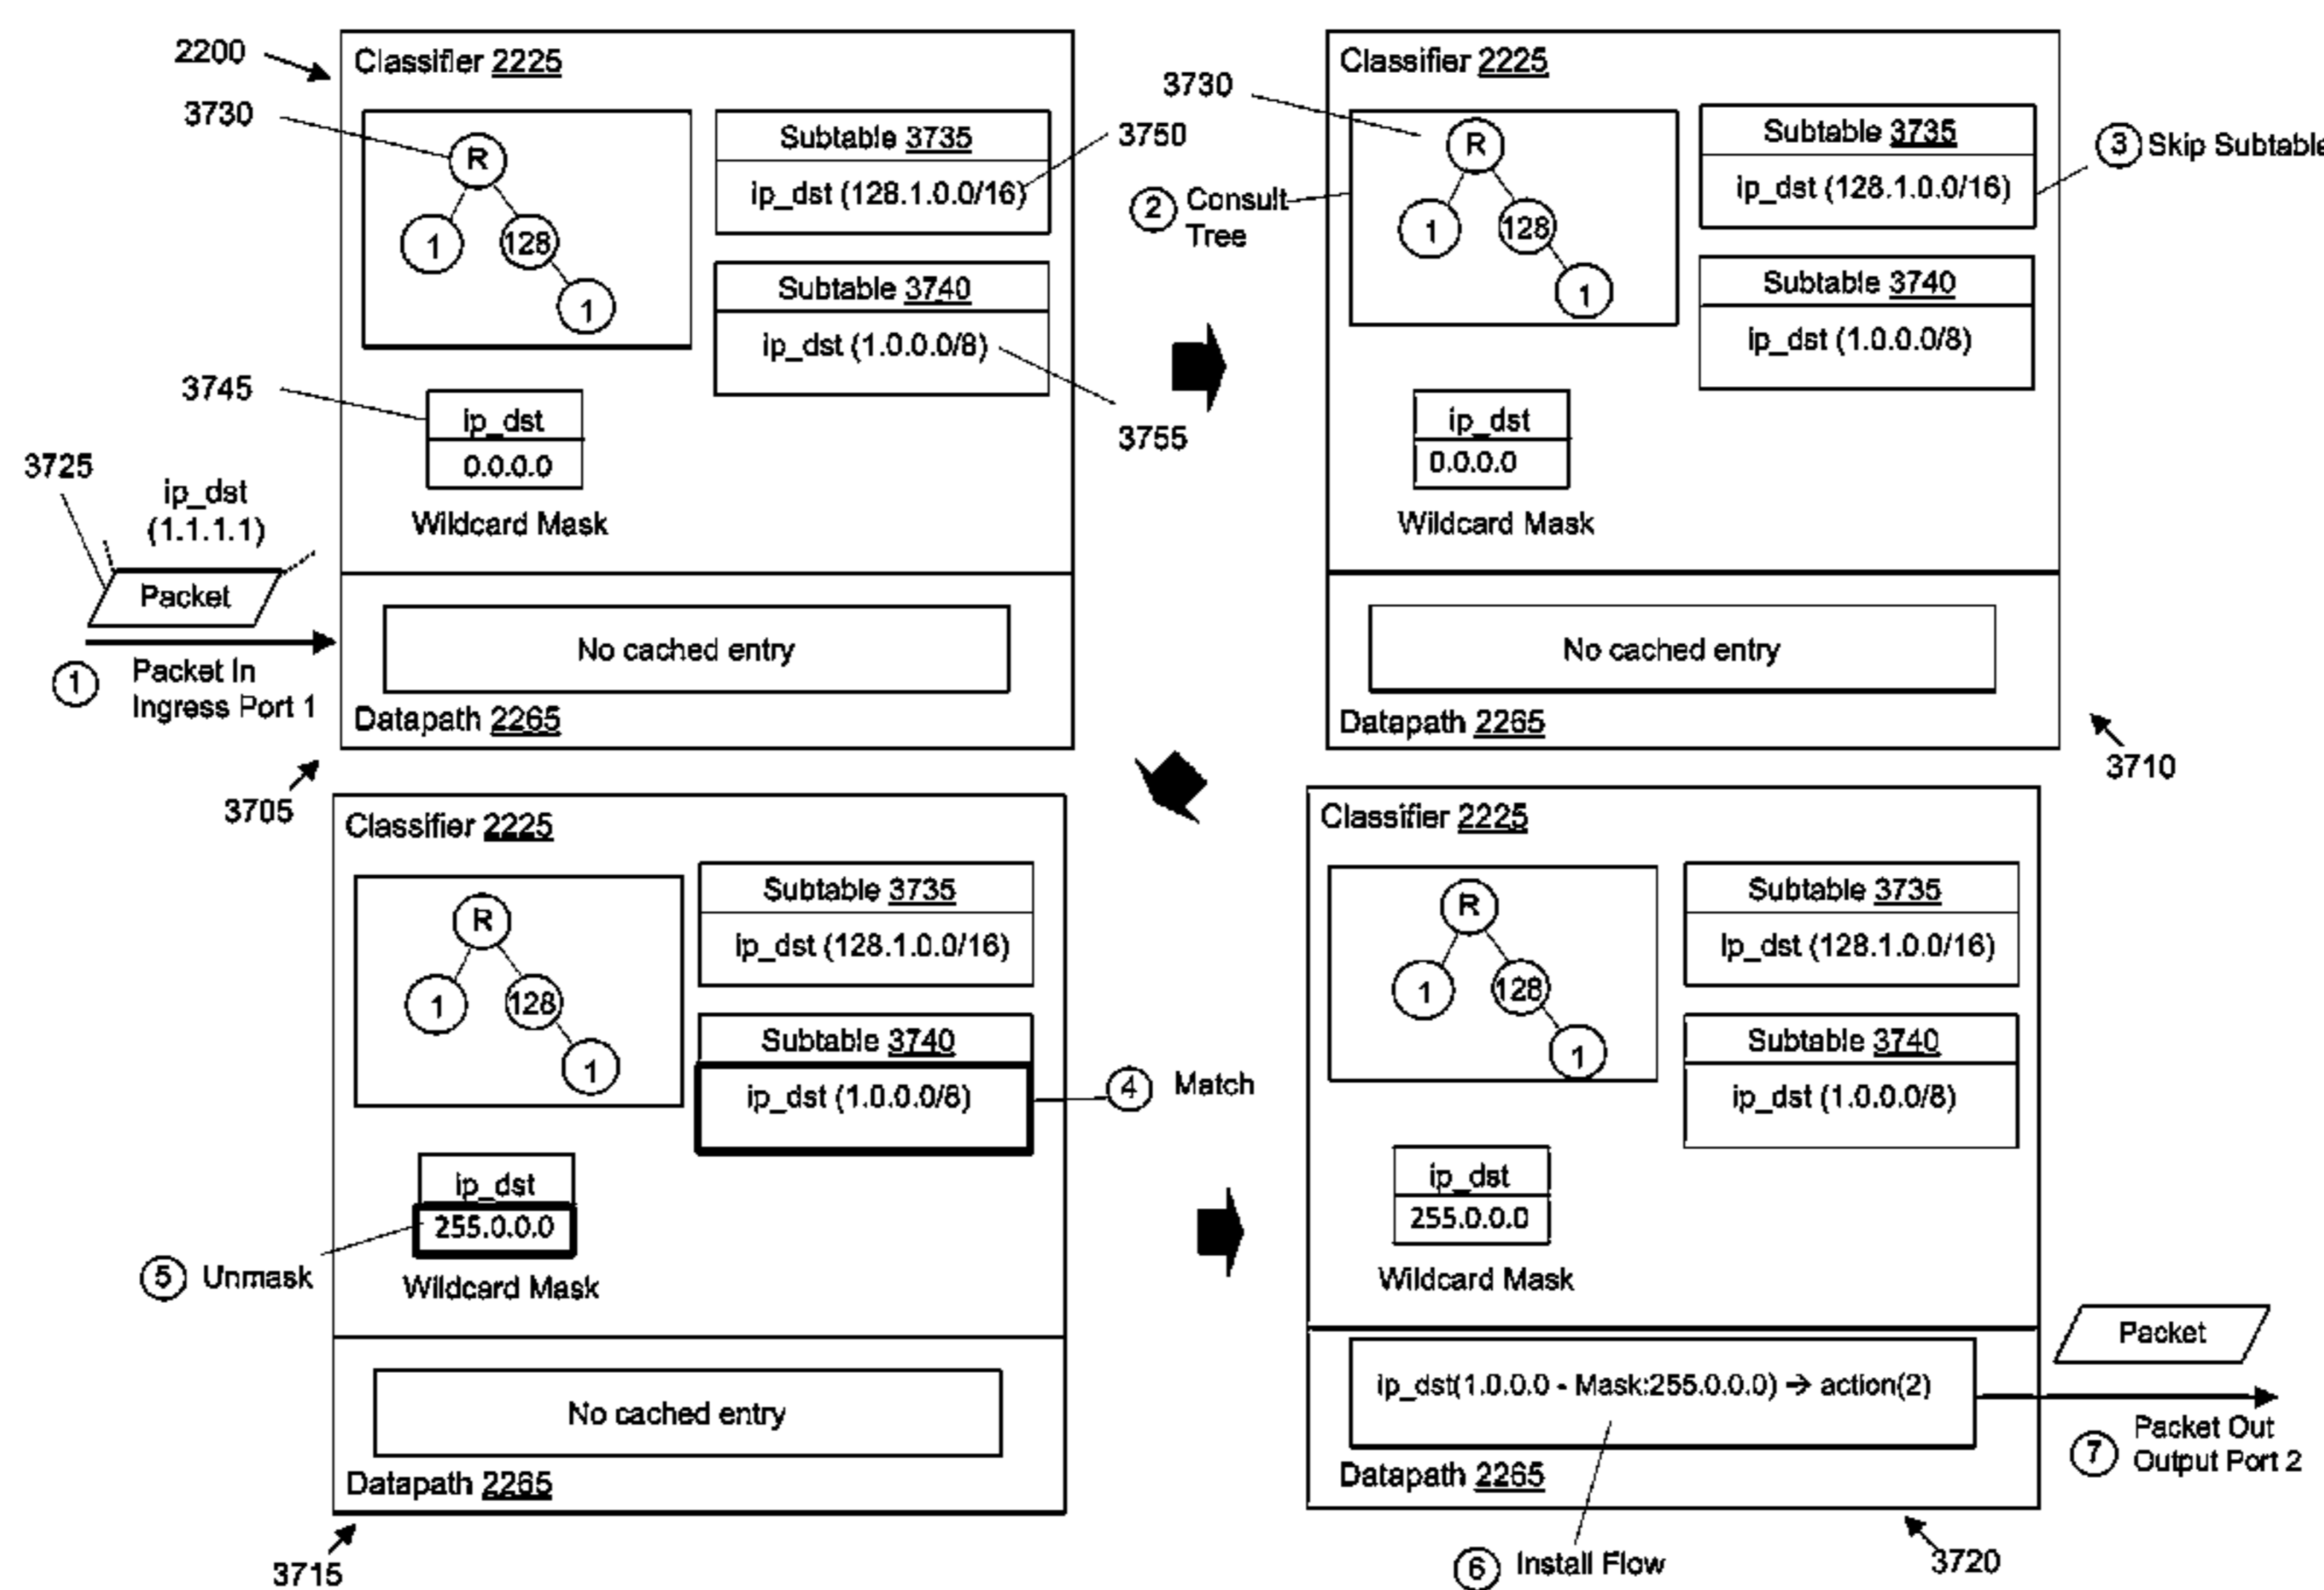 2200
Classifier 2225
3730
R
1
128
1
Subtable 3735
ip_dst (128.1.0.0/16)
3750
Subtable 3740
ip_dst (1.0.0.0/8)
3755
3745
ip_dst
0.0.0.0
Wildcard Mask
3725
ip_dst
(1.1.1.1)
Packet
1 Packet In
Ingress Port 1
No cached entry
Datapath 2265
3705
Classifier 2225
3730
R
1
128
1
2 Consult
Tree
Subtable 3735
ip_dst (128.1.0.0/16)
3 Skip Subtable
Subtable 3740
ip_dst (1.0.0.0/8)
ip_dst
0.0.0.0
Wildcard Mask
No cached entry
Datapath 2265
3710
Classifier 2225
R
1
128
1
Subtable 3735
ip_dst (128.1.0.0/16)
Subtable 3740
ip_dst (1.0.0.0/8)
4 Match
ip_dst
255.0.0.0
5 Unmask
Wildcard Mask
No cached entry
Datapath 2265
3715
Classifier 2225
R
1
128
1
Subtable 3735
ip_dst (128.1.0.0/16)
Subtable 3740
ip_dst (1.0.0.0/8)
ip_dst
255.0.0.0
Wildcard Mask
ip_dst(1.0.0.0 - Mask:255.0.0.0) → action(2)
Packet
7 Packet Out
Output Port 2
Datapath 2265
6 Install Flow
3720